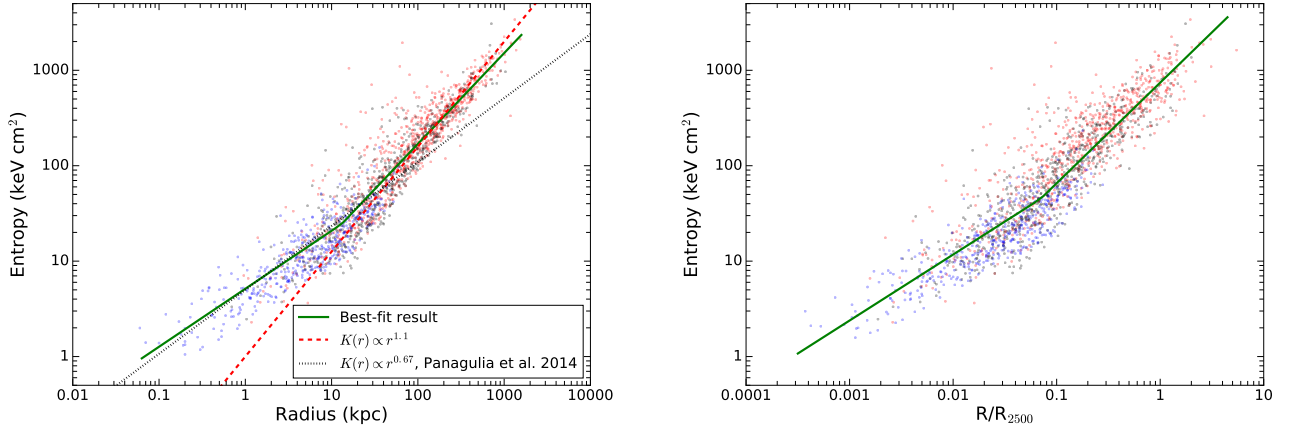 1000
100
10
1
Entropy (keV cm²)
Best-fit result
K(r) ∝ r^1.1
K(r) ∝ r^0.67, Panagulia et al. 2014
0.01 0.1 1 10 100 1000 10000
Radius (kpc)
1000
100
10
1
Entropy (keV cm²)
0.0001 0.001 0.01 0.1 1 10
R/R₂₅₀₀